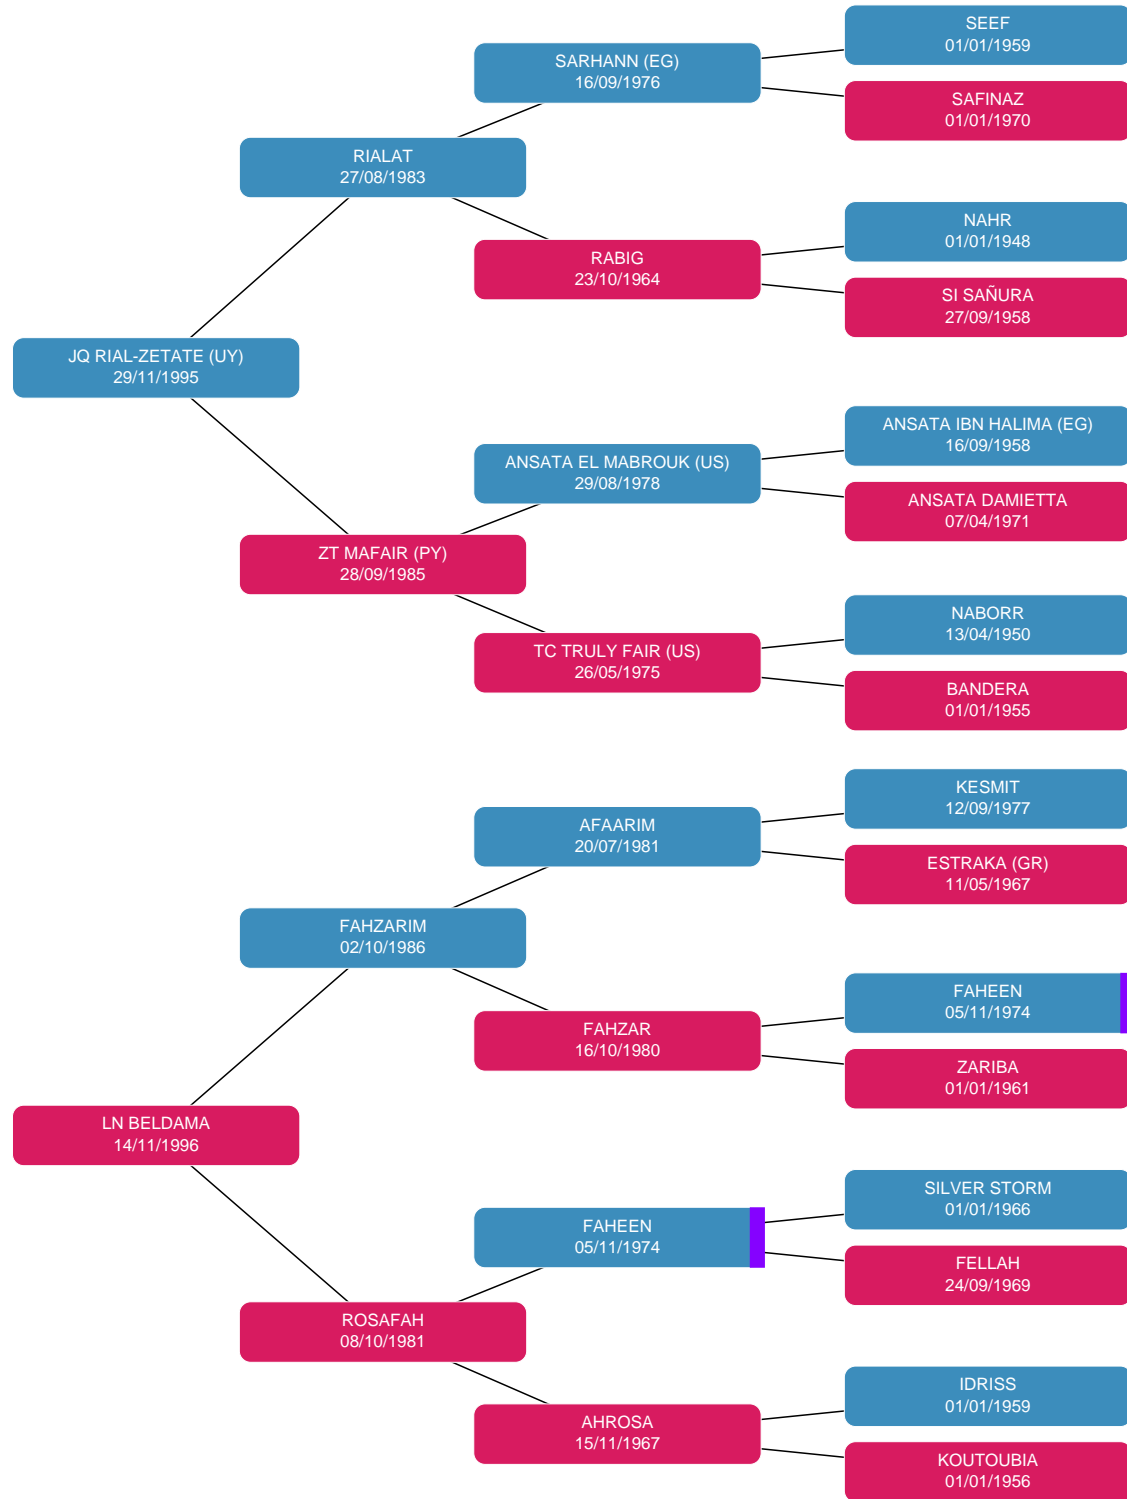 SEEF
01/01/1959
SARHANN (EG)
16/09/1976
SAFINAZ
01/01/1970
RIALAT
27/08/1983
NAHR
01/01/1948
RABIG
23/10/1964
SI SAÑURA
27/09/1958
JQ RIAL-ZETATE (UY)
29/11/1995
ANSATA IBN HALIMA (EG)
16/09/1958
ANSATA EL MABROUK (US)
29/08/1978
ANSATA DAMIETTA
07/04/1971
ZT MAFAIR (PY)
28/09/1985
NABORR
13/04/1950
TC TRULY FAIR (US)
26/05/1975
BANDERA
01/01/1955
KESMIT
12/09/1977
AFAARIM
20/07/1981
ESTRAKA (GR)
11/05/1967
FAHZARIM
02/10/1986
FAHEEN
05/11/1974
FAHZAR
16/10/1980
ZARIBA
01/01/1961
LN BELDAMA
14/11/1996
SILVER STORM
01/01/1966
FAHEEN
05/11/1974
FELLAH
24/09/1969
ROSAFAH
08/10/1981
IDRISS
01/01/1959
AHROSA
15/11/1967
KOUTOUBIA
01/01/1956